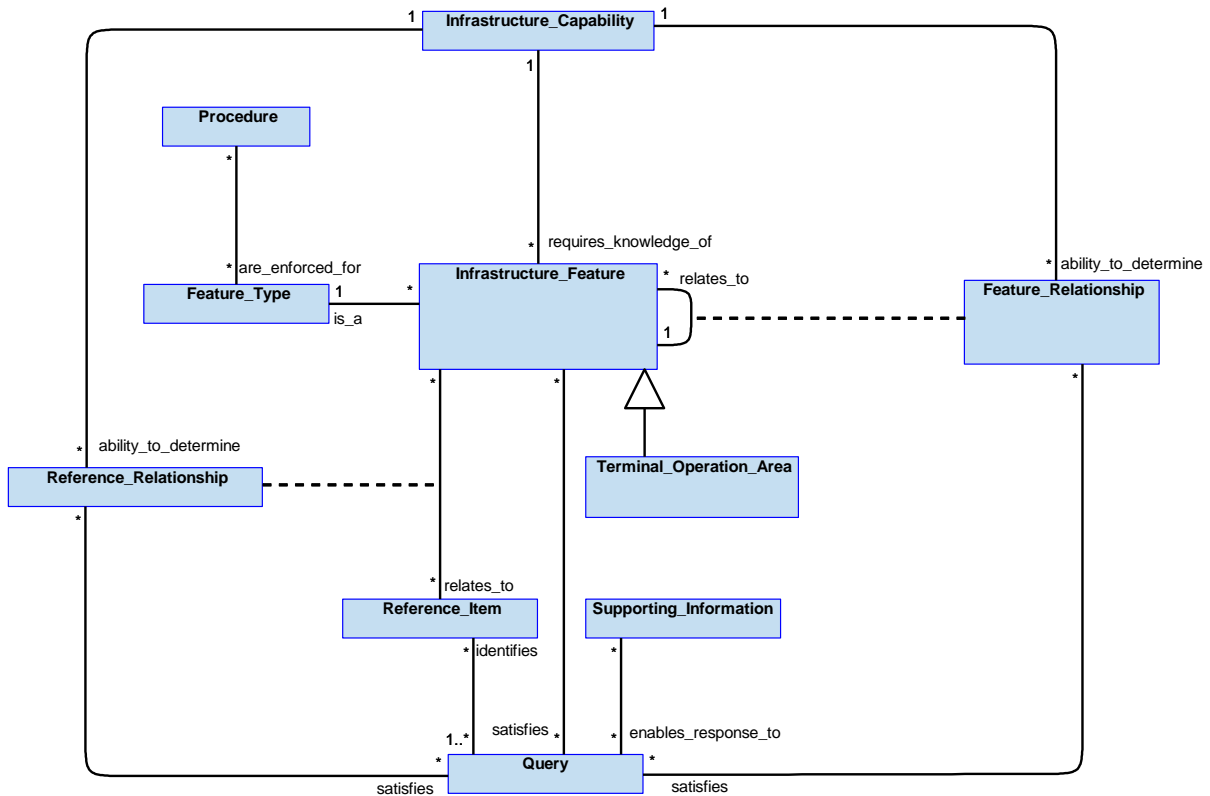 1
Infrastructure_Capability
1
1
Procedure
*
*
requires_knowledge_of
*
are_enforced_for
Infrastructure_Feature
*
relates_to
*
ability_to_determine
Feature_Type
1
*
is_a
1
Feature_Relationship
*
*
*
*
ability_to_determine
Reference_Relationship
*
Terminal_Operation_Area
*
relates_to
Reference_Item
Supporting_Information
*
identifies
*
1..*
satisfies
*
*
enables_response_to
*
Query
*
satisfies
satisfies